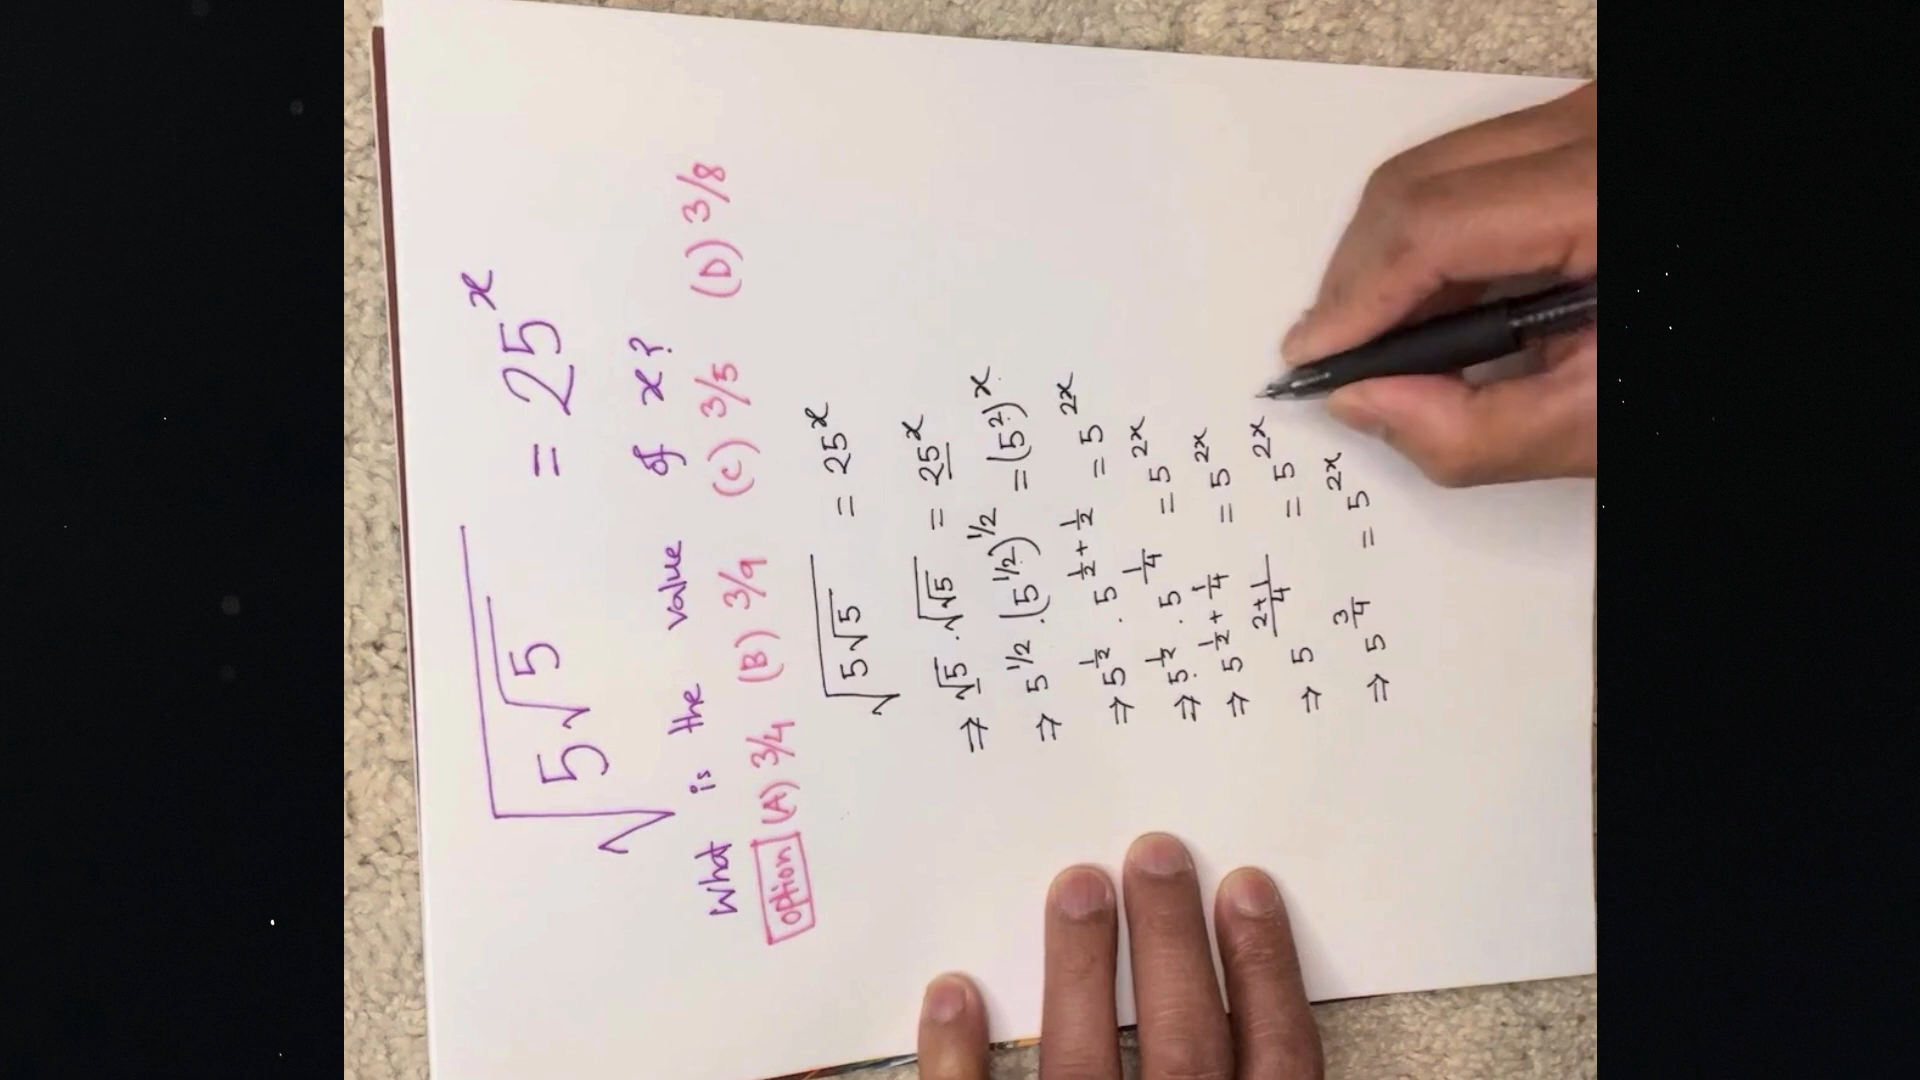 √5√5 = 25^x
What is the value of x?
option (A) 3/4 (B) 3/9 (C) 3/5 (D) 3/8
√5√5 = 25^x
⇒ √5 . √√5 = 25^x
⇒ 5^1/2 . (5^1/2)^1/2 = (5^2)^x
⇒ 5^1/2 . 5^1/2+1/2 = 5^2x
⇒ 5^1/2 . 5^1/4 = 5^2x
⇒ 5^1/2+1/4 = 5^2x
⇒ 5^2+1/4 = 5^2x
⇒ 5^3/4 = 5^2x